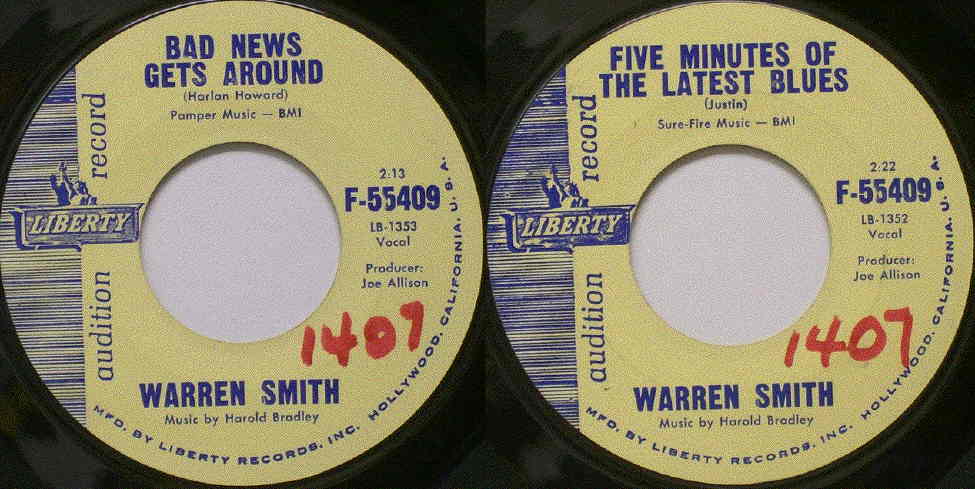 BAD NEWS
GETS AROUND
(Harlan Howard)
Pamper Music — BMI
record
2:13
F-55409
LIBERTY
LB-1353
Vocal
Producer:
Joe Allison
audition
1407
WARREN SMITH
Music by Harold Bradley
MFD. BY LIBERTY RECORDS, INC. HOLLYWOOD, CALIFORNIA, U. S. A.
FIVE MINUTES OF
THE LATEST BLUES
(Justin)
Sure-Fire Music — BMI
record
2:22
F-55409
LIBERTY
LB-1352
Vocal
Producer:
Joe Allison
audition
1407
WARREN SMITH
Music by Harold Bradley
MFD. BY LIBERTY RECORDS, INC. HOLLYWOOD, CALIFORNIA, U. S. A.